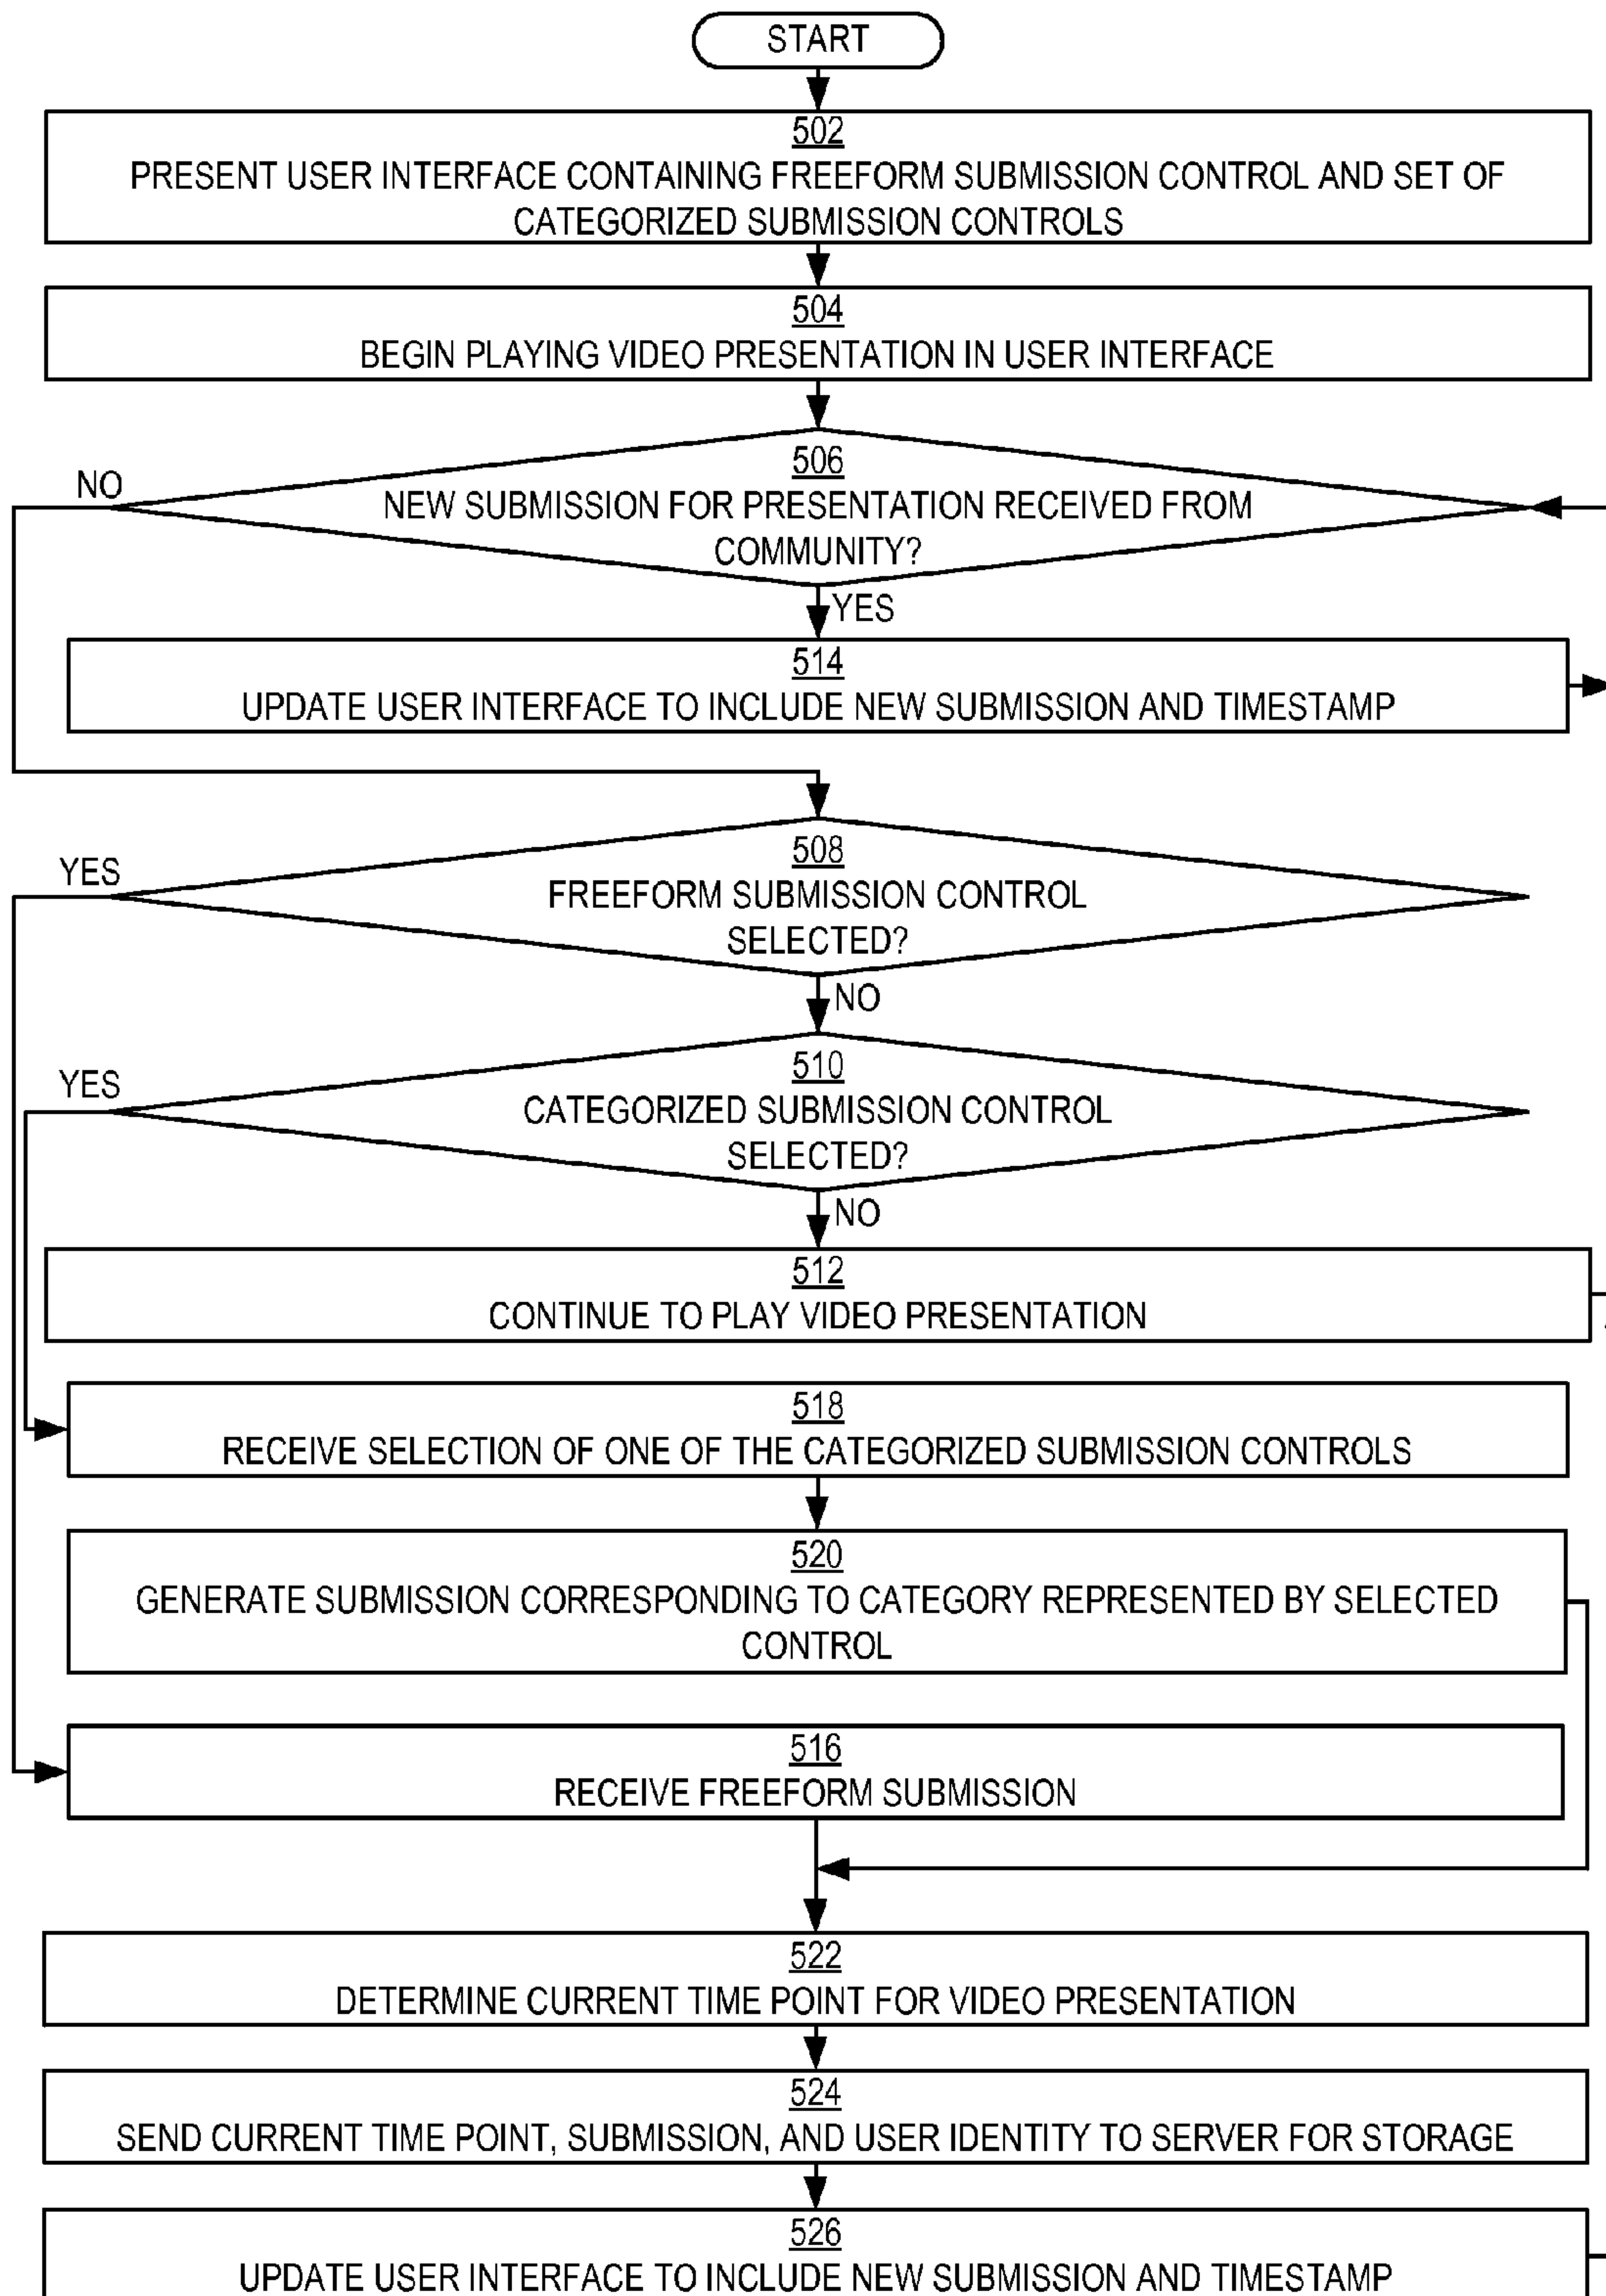 START
502
PRESENT USER INTERFACE CONTAINING FREEFORM SUBMISSION CONTROL AND SET OF
CATEGORIZED SUBMISSION CONTROLS
504
BEGIN PLAYING VIDEO PRESENTATION IN USER INTERFACE
506
NO
NEW SUBMISSION FOR PRESENTATION RECEIVED FROM
COMMUNITY?
YES
514
UPDATE USER INTERFACE TO INCLUDE NEW SUBMISSION AND TIMESTAMP
508
YES
FREEFORM SUBMISSION CONTROL
SELECTED?
NO
510
YES
CATEGORIZED SUBMISSION CONTROL
SELECTED?
NO
512
CONTINUE TO PLAY VIDEO PRESENTATION
518
RECEIVE SELECTION OF ONE OF THE CATEGORIZED SUBMISSION CONTROLS
520
GENERATE SUBMISSION CORRESPONDING TO CATEGORY REPRESENTED BY SELECTED
CONTROL
516
RECEIVE FREEFORM SUBMISSION
522
DETERMINE CURRENT TIME POINT FOR VIDEO PRESENTATION
524
SEND CURRENT TIME POINT, SUBMISSION, AND USER IDENTITY TO SERVER FOR STORAGE
526
UPDATE USER INTERFACE TO INCLUDE NEW SUBMISSION AND TIMESTAMP